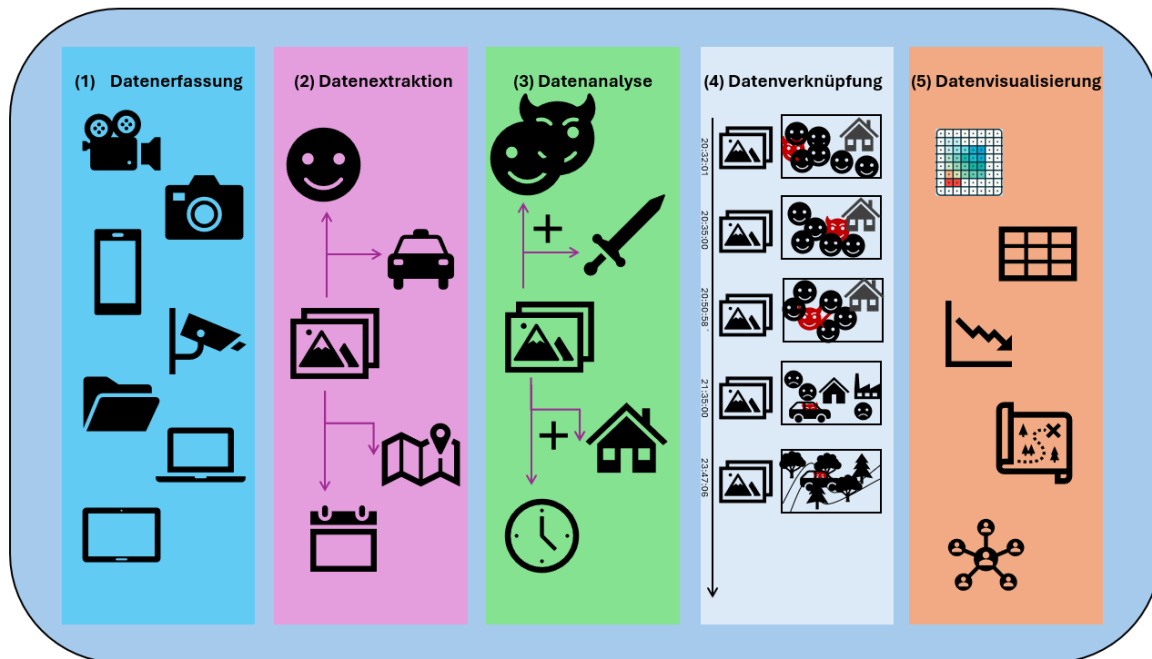 (1) Datenerfassung
(2) Datenextraktion
(3) Datenanalyse
(4) Datenverknüpfung
(5) Datenvisualisierung
20:32:01
20:35:00
20:50:58
21:35:00
23:47:06